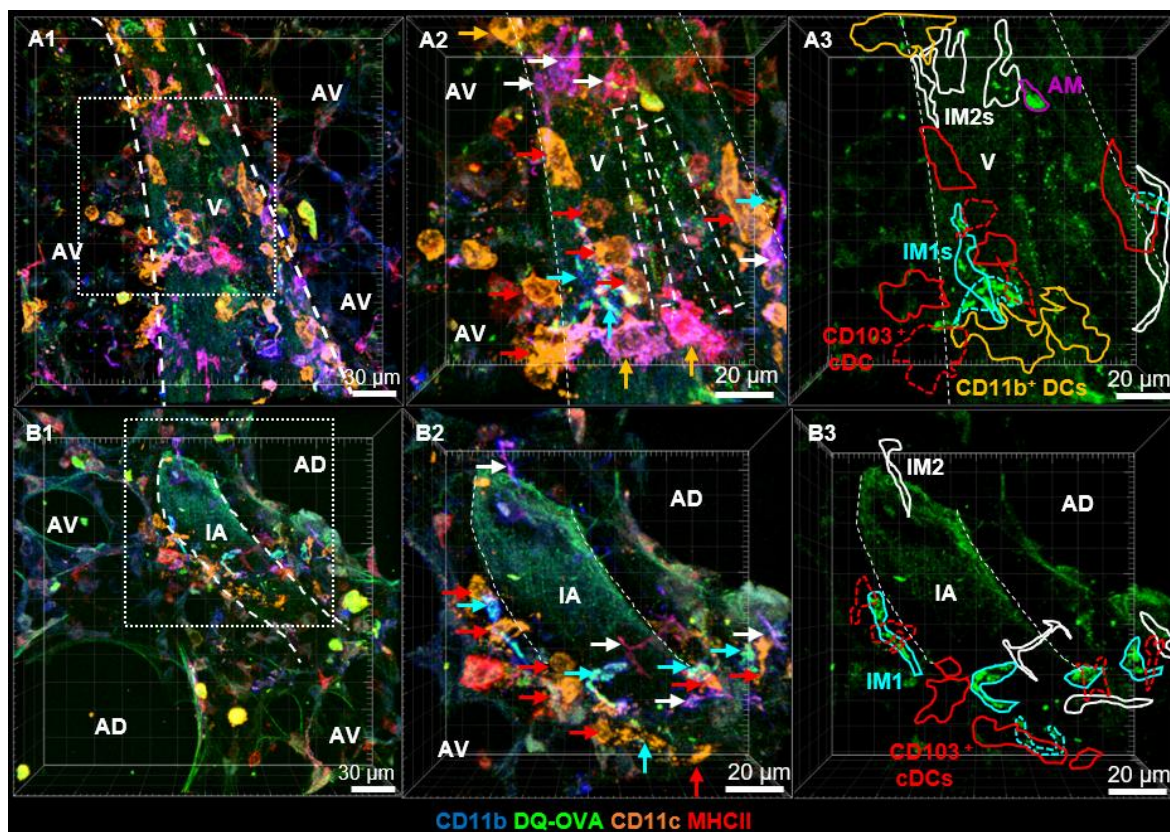 A1
AV
V
AV
AV
30 µm
A2
AV
V
AV
20 µm
A3
AM
IM2s
V
IM1s
CD103⁺
cDC
CD11b⁺ DCs
20 µm
B1
AD
AV
IA
AD
AV
30 µm
B2
AD
IA
AV
20 µm
B3
IM2
AD
IA
IM1
CD103⁺
cDCs
20 µm
CD11b DQ-OVA CD11c MHCII